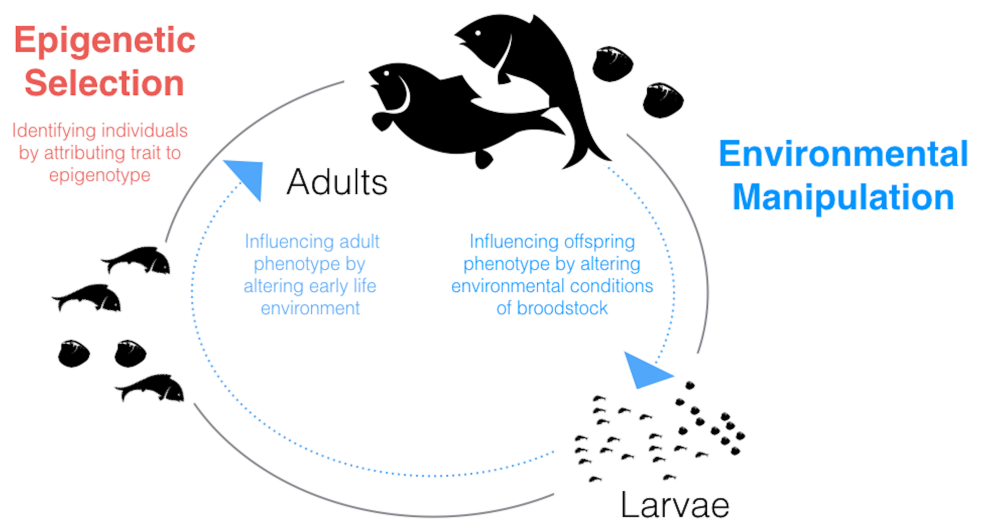 Epigenetic
Selection
Identifying individuals
by attributing trait to
epigenotype
Adults
Environmental
Manipulation
Influencing adult
phenotype by
altering early life
environment
Influencing offspring
phenotype by altering
environmental conditions
of broodstock
Larvae